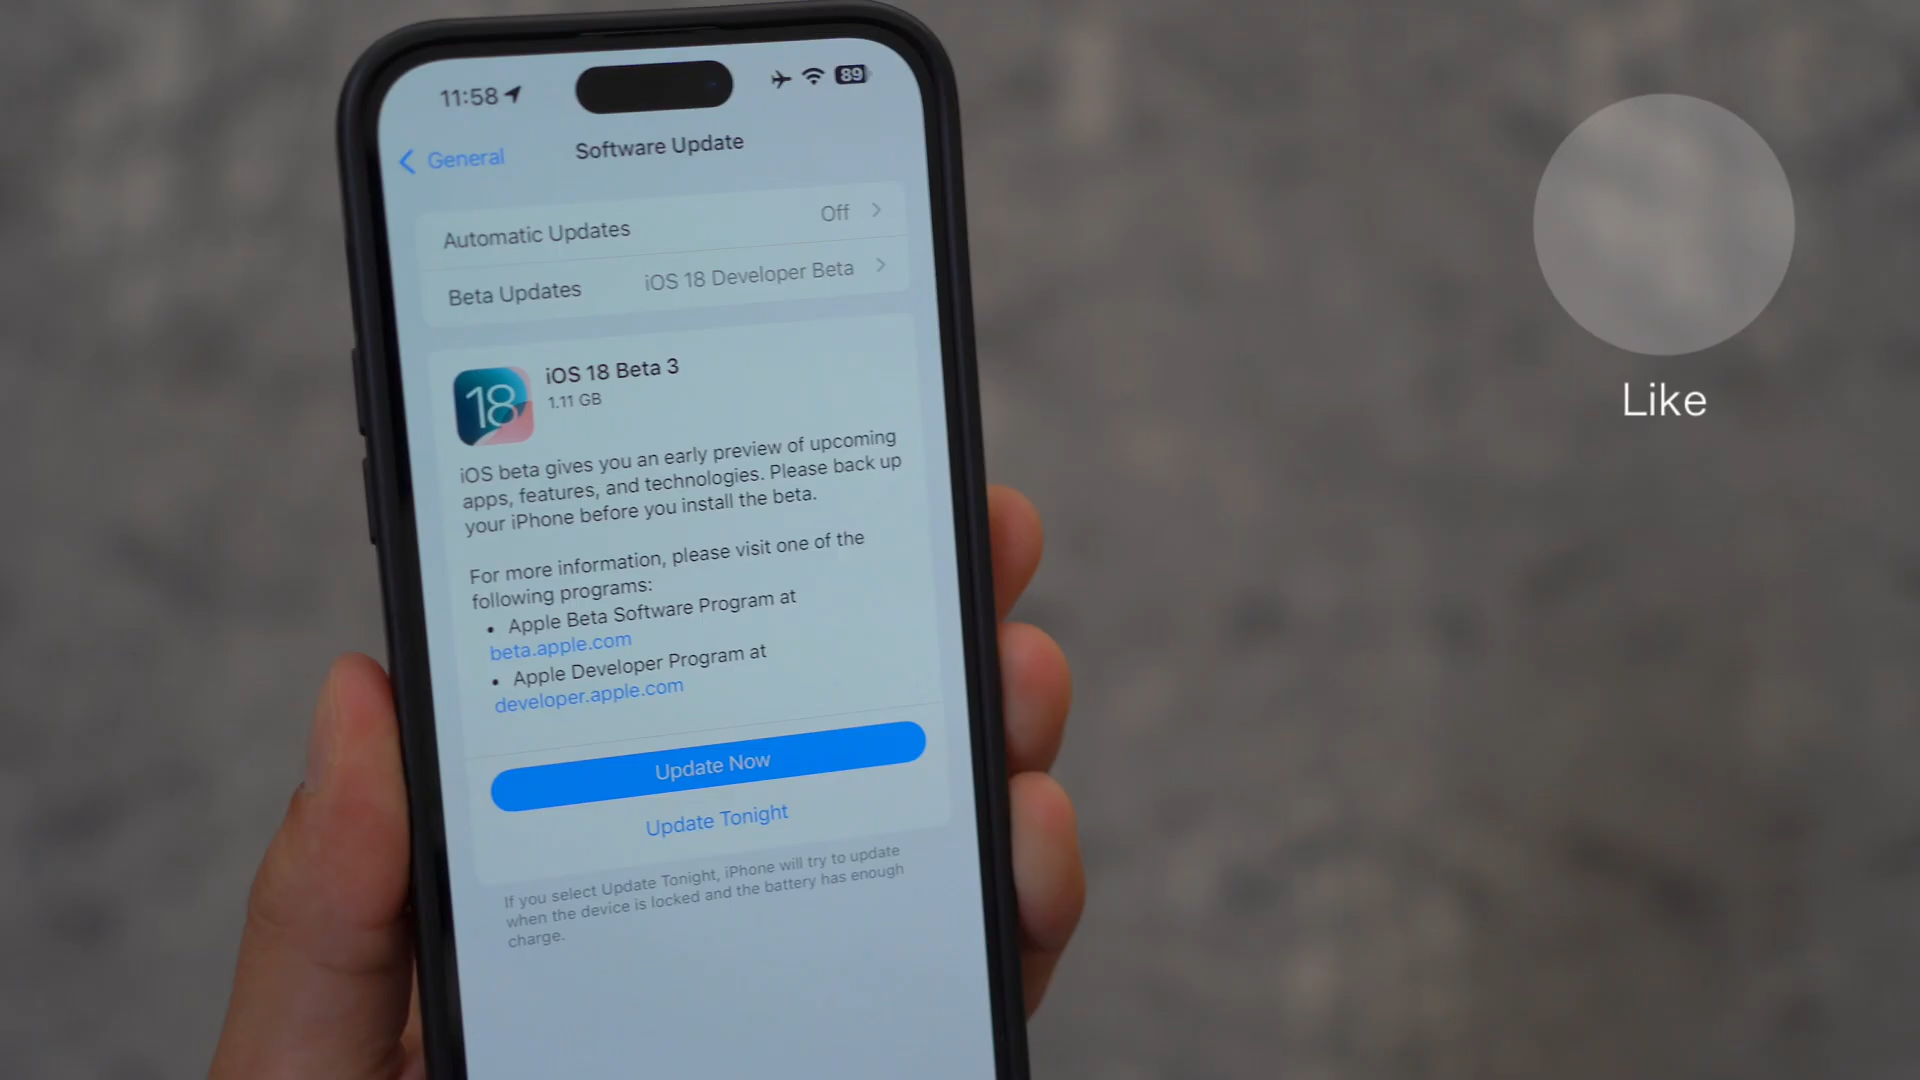 11:58
89
General
Software Update
Automatic Updates
Off
Beta Updates
iOS 18 Developer Beta
18
iOS 18 Beta 3
1.11 GB
iOS beta gives you an early preview of upcoming
apps, features, and technologies. Please back up
your iPhone before you install the beta.
For more information, please visit one of the
following programs:
• Apple Beta Software Program at
beta.apple.com
• Apple Developer Program at
developer.apple.com
Update Now
Update Tonight
If you select Update Tonight, iPhone will try to update
when the device is locked and the battery has enough
charge.
Like